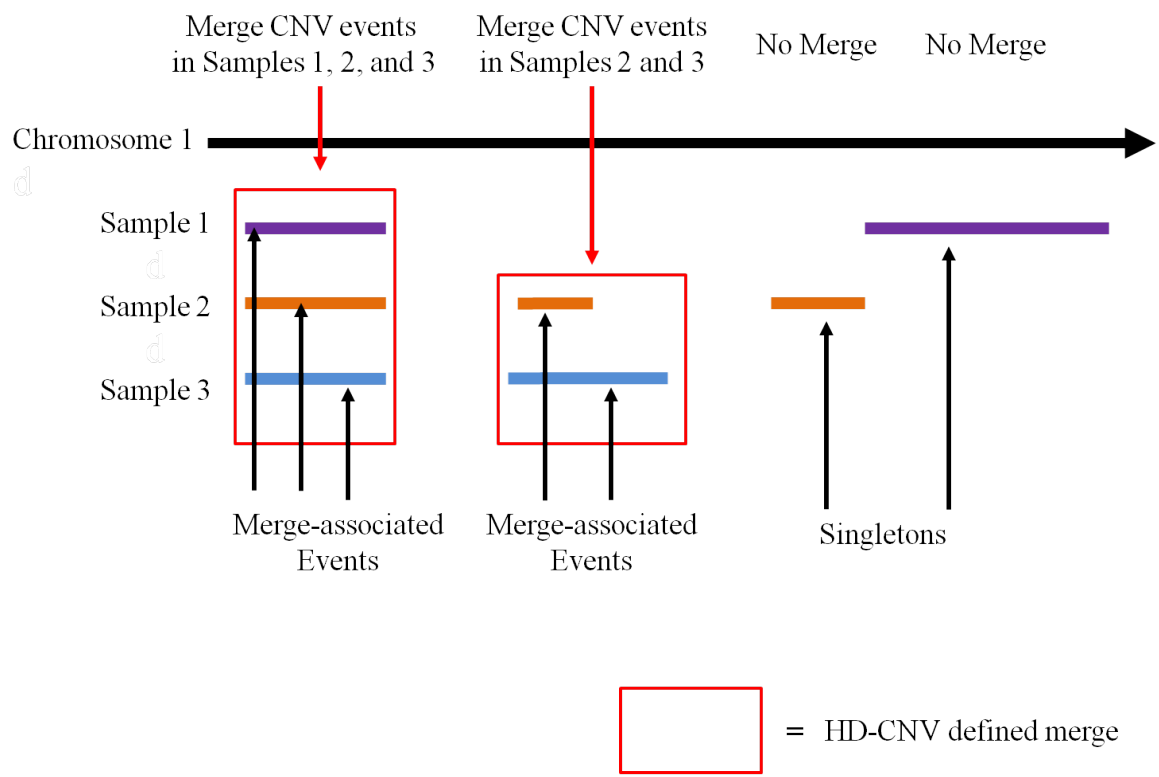 Merge CNV events
in Samples 1, 2, and 3
Merge CNV events
in Samples 2 and 3
No Merge
No Merge
Chromosome 1
d
Sample 1
d
Sample 2
d
Sample 3
Merge-associated
Events
Merge-associated
Events
Singletons
= HD-CNV defined merge